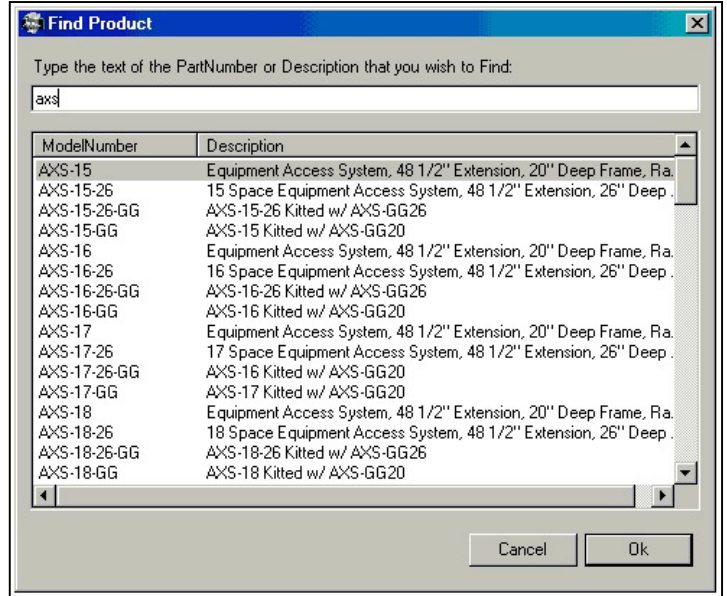 Find Product
Type the text of the PartNumber or Description that you wish to Find:
axs
ModelNumber Description
AXS-15 Equipment Access System, 48 1/2" Extension, 20" Deep Frame, Ra.
AXS-15-26 15 Space Equipment Access System, 48 1/2" Extension, 26" Deep .
AXS-15-26-GG AXS-15-26 Kitted w/ AXS-GG26
AXS-15-GG AXS-15 Kitted w/ AXS-GG20
AXS-16 Equipment Access System, 48 1/2" Extension, 20" Deep Frame, Ra.
AXS-16-26 16 Space Equipment Access System, 48 1/2" Extension, 26" Deep .
AXS-16-26-GG AXS-16-26 Kitted w/ AXS-GG26
AXS-16-GG AXS-16 Kitted w/ AXS-GG20
AXS-17 Equipment Access System, 48 1/2" Extension, 20" Deep Frame, Ra.
AXS-17-26 17 Space Equipment Access System, 48 1/2" Extension, 26" Deep .
AXS-17-26-GG AXS-16 Kitted w/ AXS-GG20
AXS-17-GG AXS-17 Kitted w/ AXS-GG20
AXS-18 Equipment Access System, 48 1/2" Extension, 20" Deep Frame, Ra.
AXS-18-26 18 Space Equipment Access System, 48 1/2" Extension, 26" Deep .
AXS-18-26-GG AXS-18-26 Kitted w/ AXS-GG26
AXS-18-GG AXS-18 Kitted w/ AXS-GG20
Cancel Ok